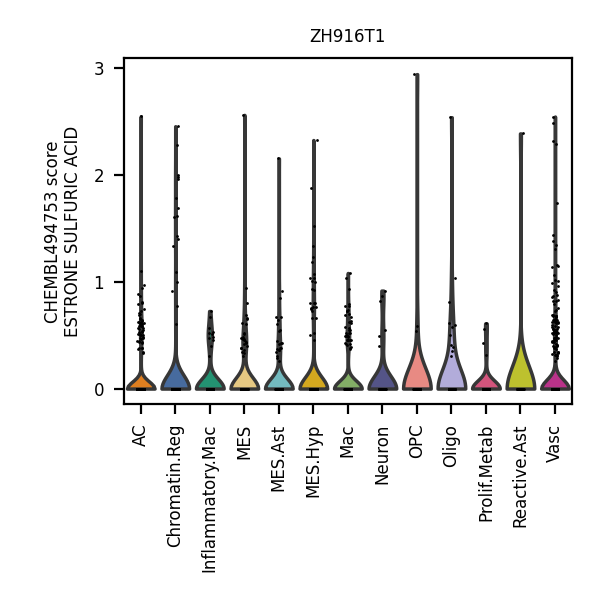 ZH916T1
CHEMBL494753 score
ESTRONE SULFURIC ACID
3
2
1
0
AC
Chromatin.Reg
Inflammatory.Mac
MES
MES.Ast
MES.Hyp
Mac
Neuron
OPC
Oligo
Prolif.Metab
Reactive.Ast
Vasc